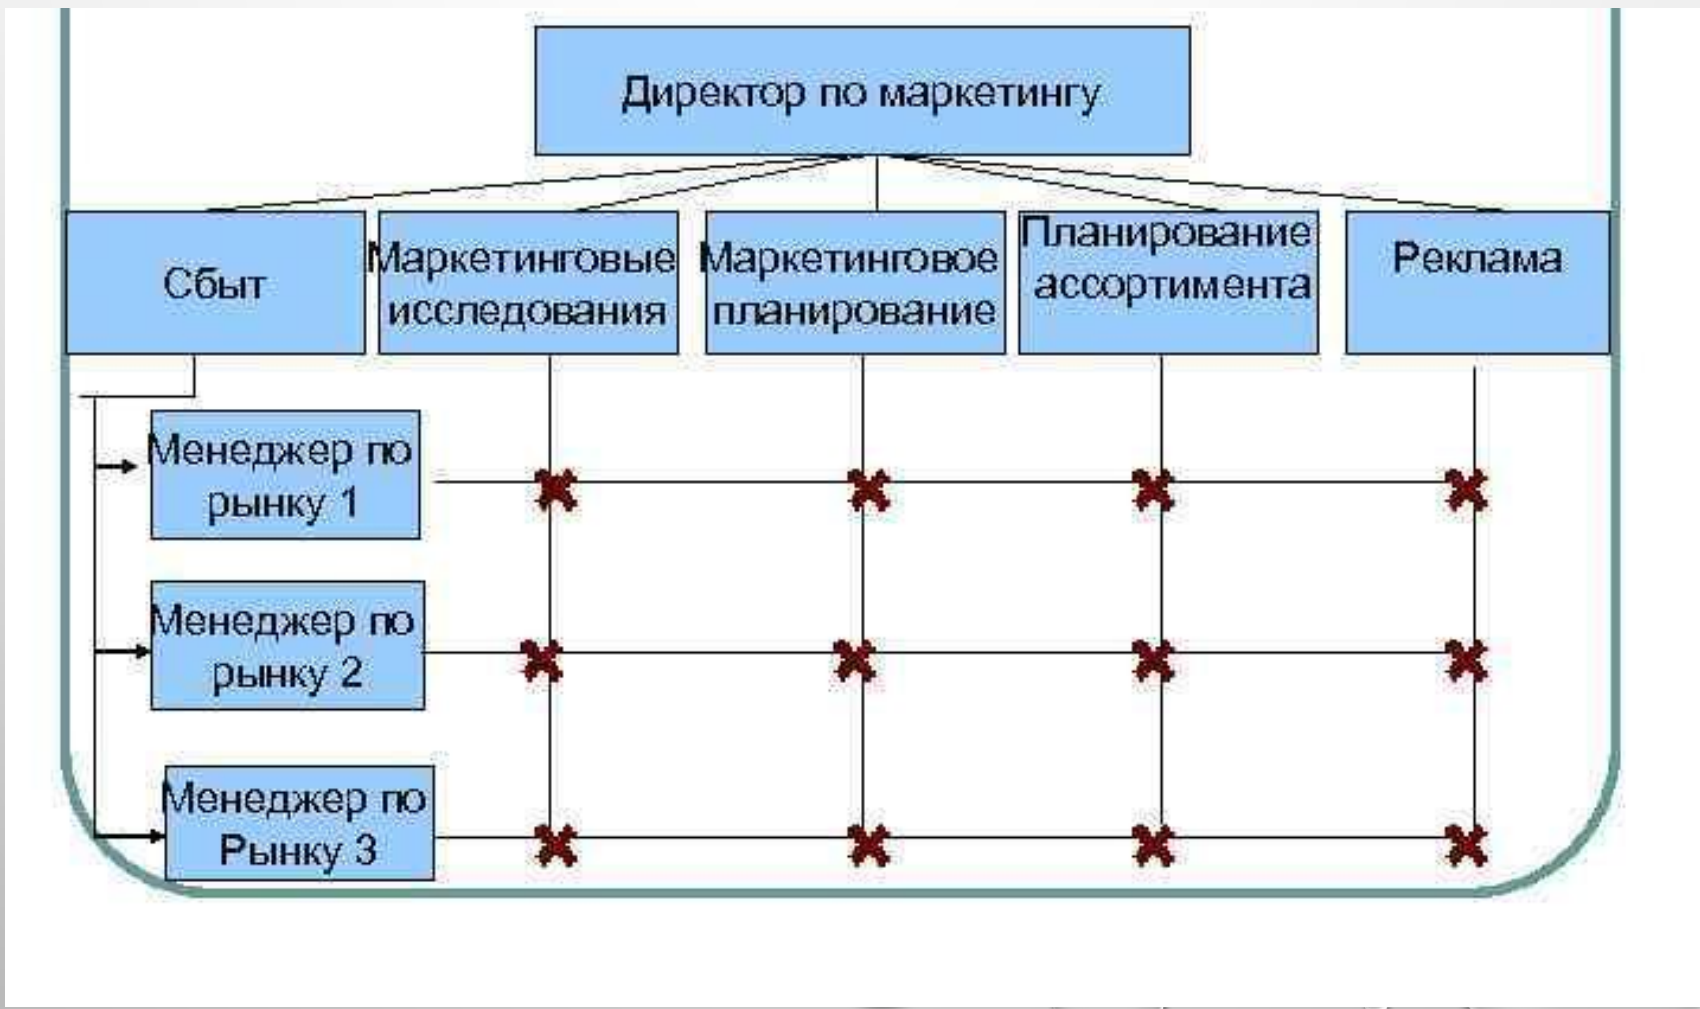 Директор по маркетингу
Сбыт
Маркетинговые
исследования
Маркетинговое
планирование
Планирование
ассортимента
Реклама
Менеджер по
рынку 1
Менеджер по
рынку 2
Менеджер по
Рынку 3